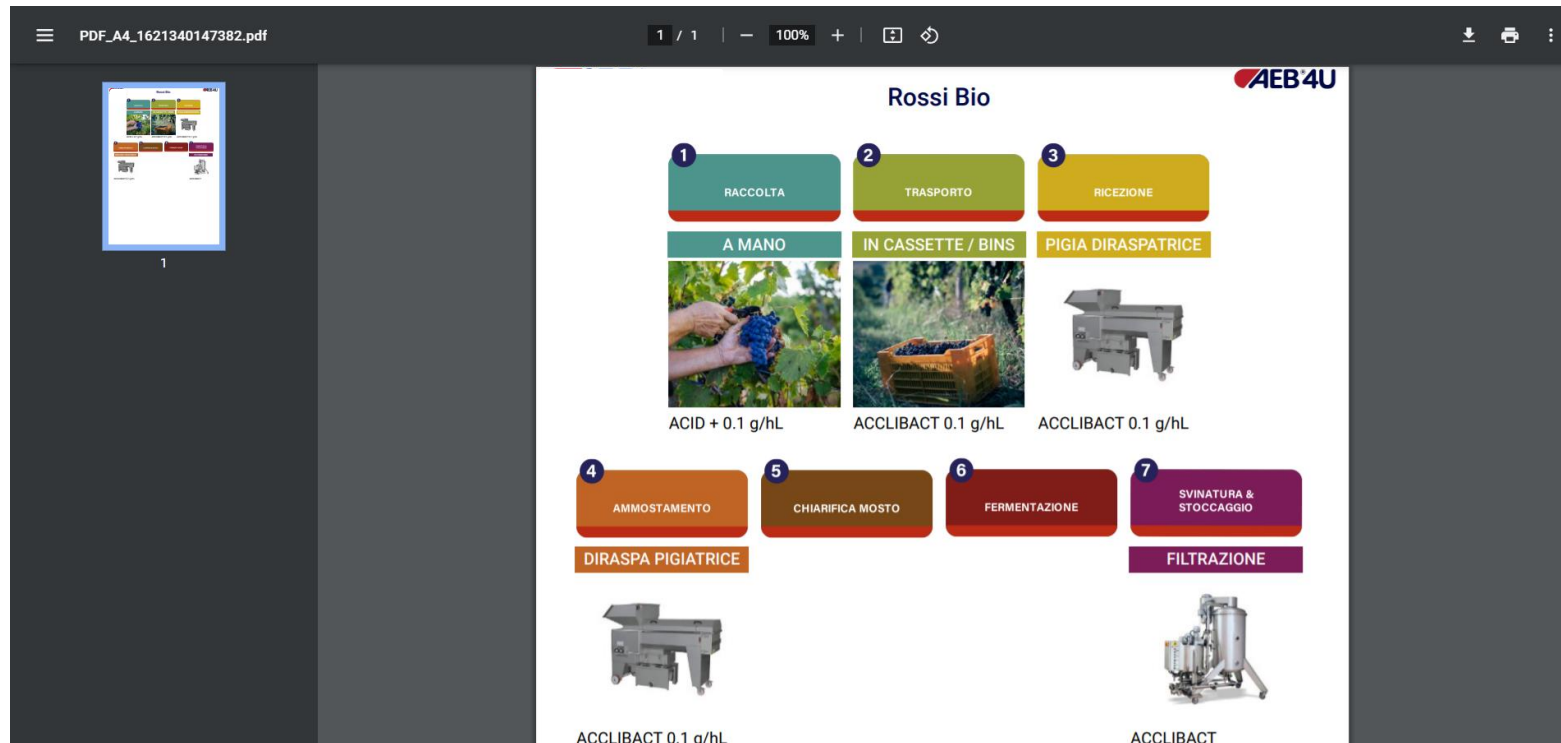 PDF_A4_1621340147382.pdf
1 / 1
100%
1
AEB®4U
Rossi Bio
1
RACCOLTA
2
TRASPORTO
3
RICEZIONE
A MANO
IN CASSETTE / BINS
PIGIA DIRASPATRICE
ACID + 0.1 g/hL
ACCLIBACT 0.1 g/hL
ACCLIBACT 0.1 g/hL
4
AMMOSTAMENTO
5
CHIARIFICA MOSTO
6
FERMENTAZIONE
7
SVINATURA &
STOCCAGGIO
DIRASPA PIGIATRICE
FILTRAZIONE
ACCLIBACT 0.1 g/hL
ACCLIBACT